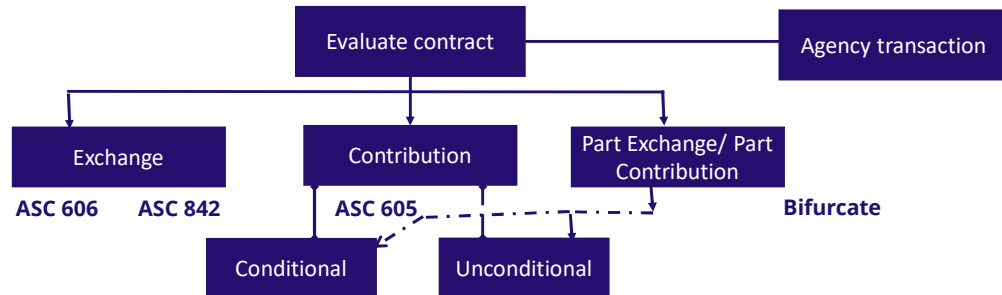 Evaluate contract
Agency transaction
Exchange
Contribution
Part Exchange/ Part
Contribution
ASC 606
ASC 842
ASC 605
Bifurcate
Conditional
Unconditional